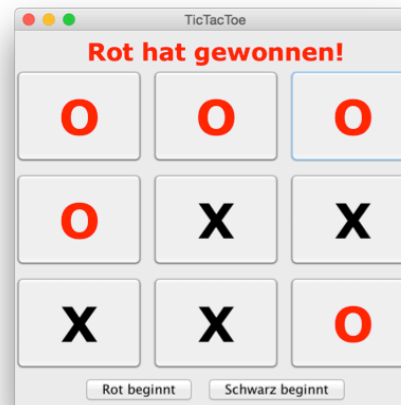 TicTacToe
Rot hat gewonnen!
O O O
O X X
X X O
Rot beginnt Schwarz beginnt